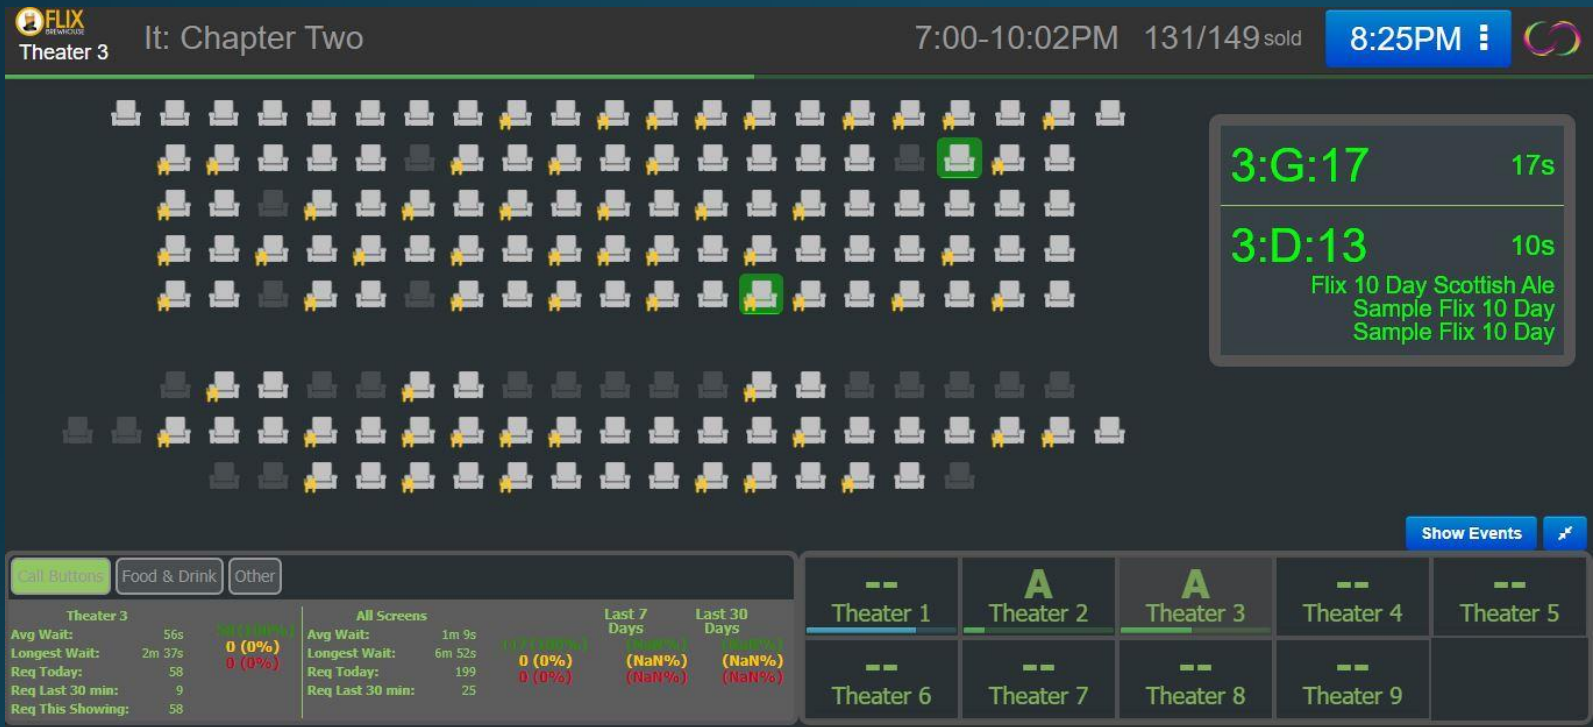 FLIX
BREWHOUSE
Theater 3
It: Chapter Two
7:00-10:02PM 131/149 sold
8:25PM
3:G:17 17s
3:D:13 10s
Flix 10 Day Scottish Ale
Sample Flix 10 Day
Sample Flix 10 Day
Show Events
Call Buttons Food & Drink Other
Theater 3
Avg Wait: 56s
Longest Wait: 2m 37s
Req Today: 58
Req Last 30 min: 9
Req This Showing: 58
58 (100%)
0 (0%)
0 (0%)
All Screens
Avg Wait: 1m 9s
Longest Wait: 6m 52s
Req Today: 199
Req Last 30 min: 25
0 (0%)
0 (0%)
Last 7 Days
(NaN%)
(NaN%)
(NaN%)
Last 30 Days
(NaN%)
(NaN%)
(NaN%)
-- Theater 1
A Theater 2
A Theater 3
-- Theater 4
-- Theater 5
-- Theater 6
-- Theater 7
-- Theater 8
-- Theater 9